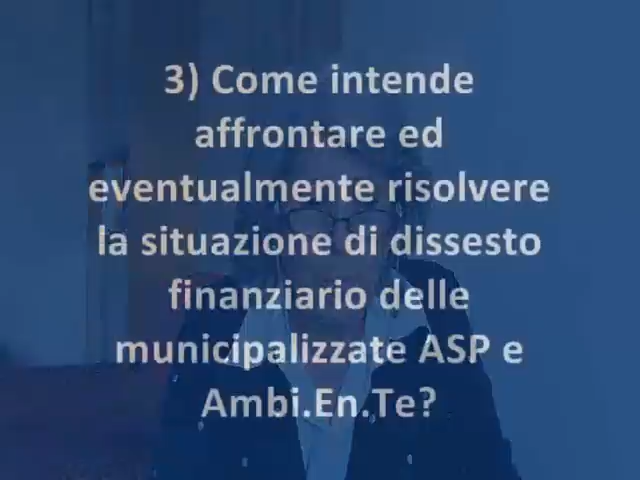 3) Come intende
affrontare ed
eventualmente risolvere
la situazione di dissesto
finanziario delle
municipalizzate ASP e
Ambi.En.Te?